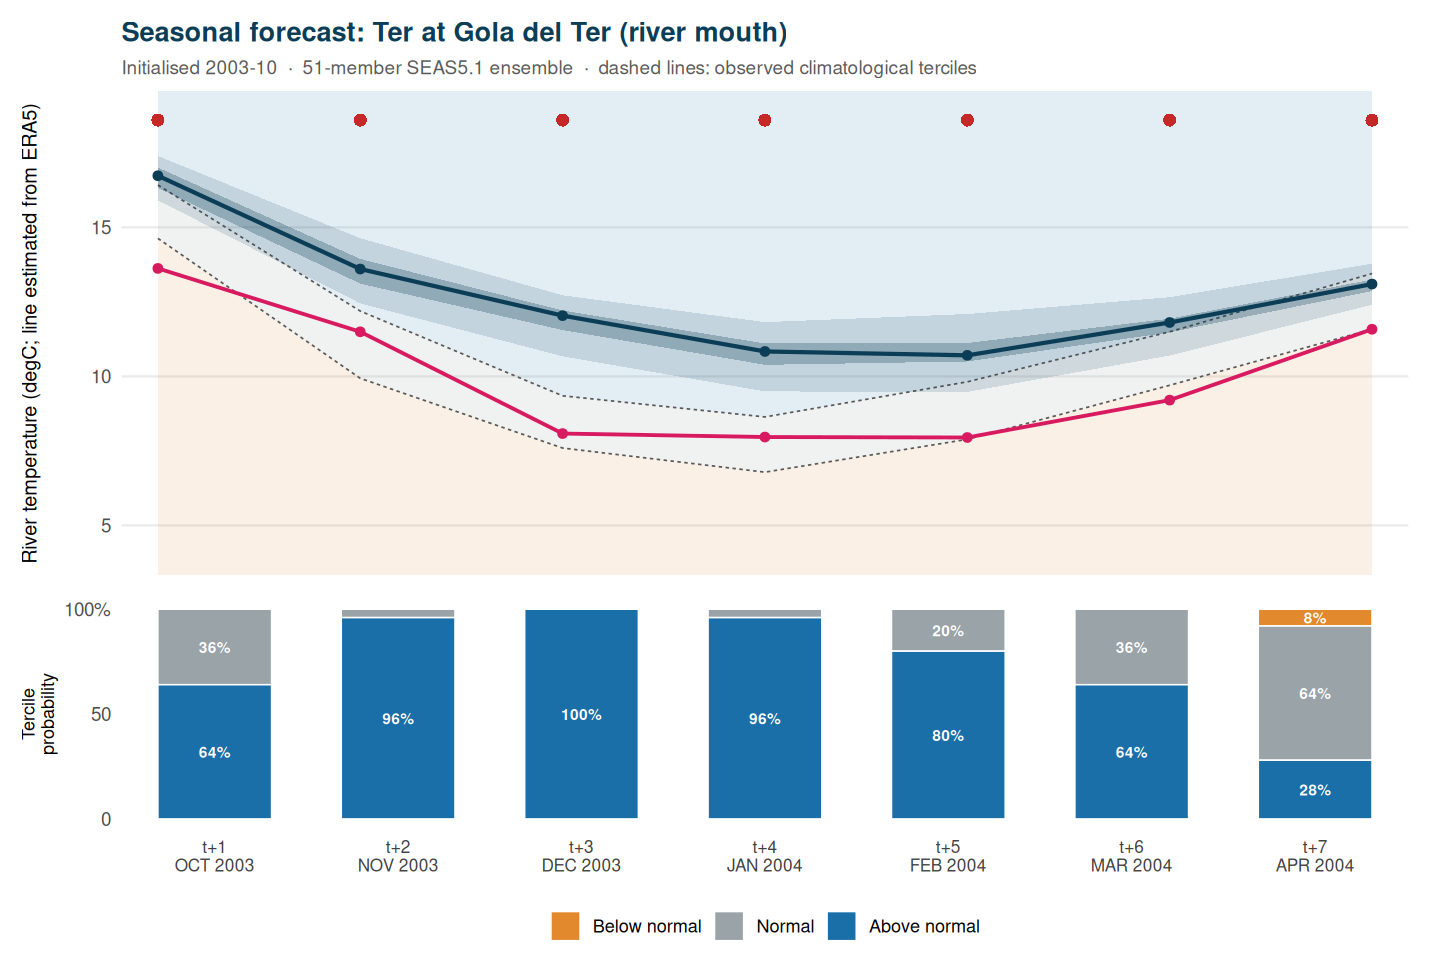 Seasonal forecast: Ter at Gola del Ter (river mouth)
Initialised 2003-10 · 51-member SEAS5.1 ensemble · dashed lines: observed climatological terciles
River temperature (degC; line estimated from ERA5)
15
10
5
100%
50
0
Tercile
probability
36%
64%
96%
100%
96%
20%
80%
36%
64%
8%
64%
28%
t+1
OCT 2003
t+2
NOV 2003
t+3
DEC 2003
t+4
JAN 2004
t+5
FEB 2004
t+6
MAR 2004
t+7
APR 2004
Below normal
Normal
Above normal